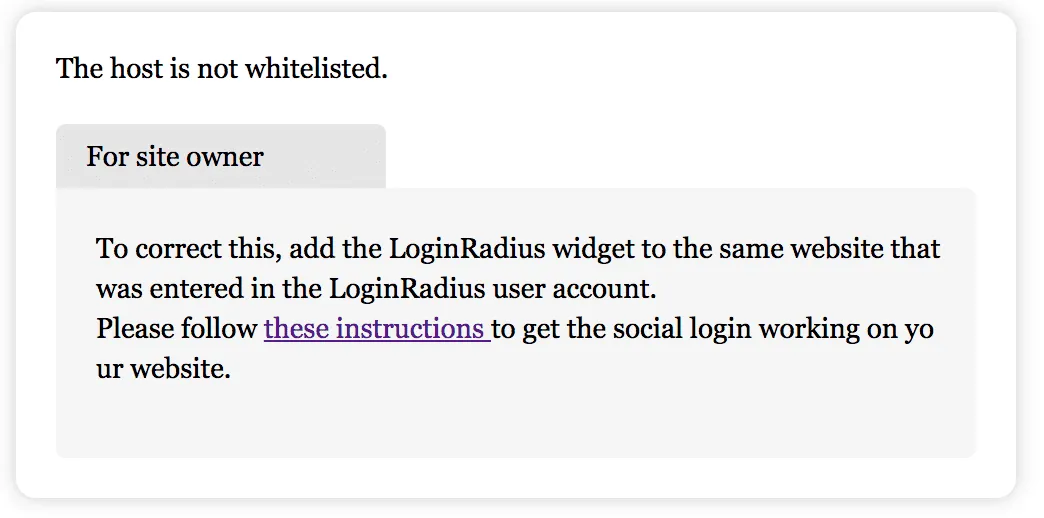 The host is not whitelisted.
For site owner
To correct this, add the LoginRadius widget to the same website that
was entered in the LoginRadius user account.
Please follow these instructions to get the social login working on yo
ur website.